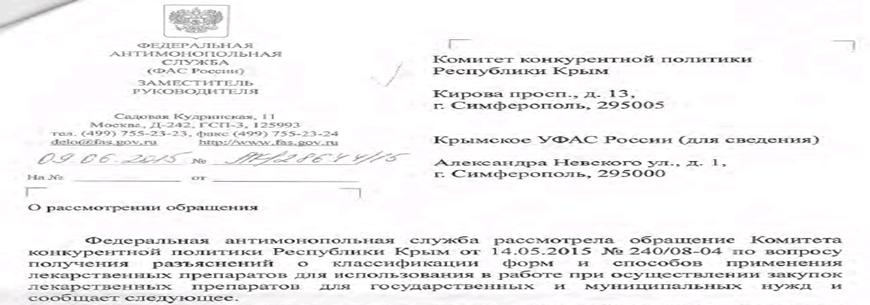 ФЕДЕРАЛЬНАЯ
АНТИМОНОПОЛЬНАЯ
СЛУЖБА
(ФАС России)
ЗАМЕСТИТЕЛЬ
РУКОВОДИТЕЛЯ
Садовая Кудринская, 11
Москва, Д-242, ГСП-3, 125993
тел. (499) 755-23-23, факс (499) 755-23-24
delo@fas.gov.ru http://www.fas.gov.ru
09.06.2015 № АК/28644/15
На № от
О рассмотрении обращения
Комитет конкурентной политики
Республики Крым
Кирова просп., д. 13,
г. Симферополь, 295005
Крымское УФАС России (для сведения)
Александра Невского ул., д. 1,
г. Симферополь, 295000
Федеральная антимонопольная служба рассмотрела обращение Комитета
конкурентной политики Республики Крым от 14.05.2015 № 240/08-04 по вопросу
получения разъяснений о классификации форм и способов применения
лекарственных препаратов для использования в работе при осуществлении закупок
лекарственных препаратов для государственных и муниципальных нужд и
сообщает следующее.